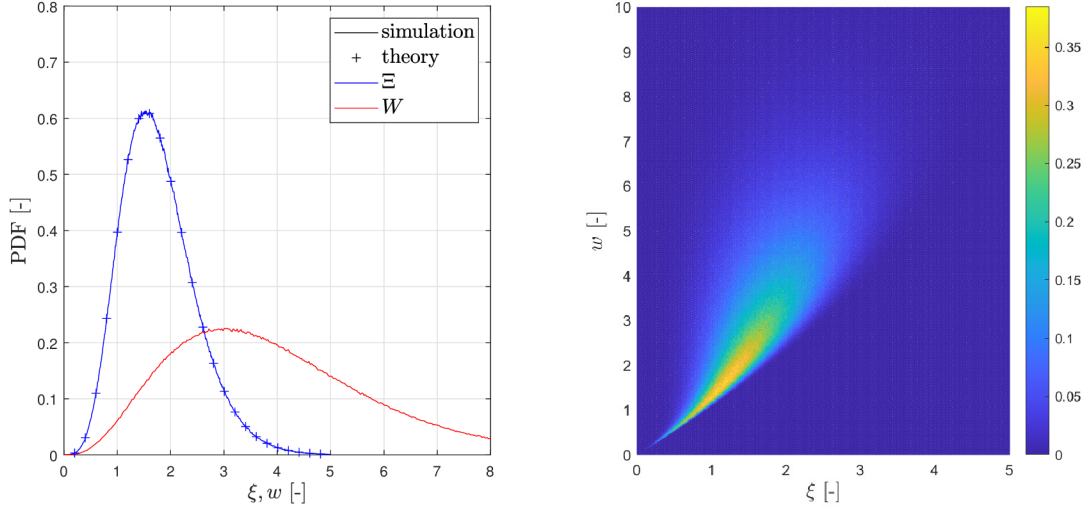 0.8
0.7
0.6
0.5
0.4
0.3
0.2
0.1
0
PDF [-]
0 1 2 3 4 5 6 7 8
ξ, w [-]
simulation
theory
Ξ
W
10
9
8
7
6
5
4
3
2
1
0
w [-]
0 1 2 3 4 5
ξ [-]
0.35
0.3
0.25
0.2
0.15
0.1
0.05
0